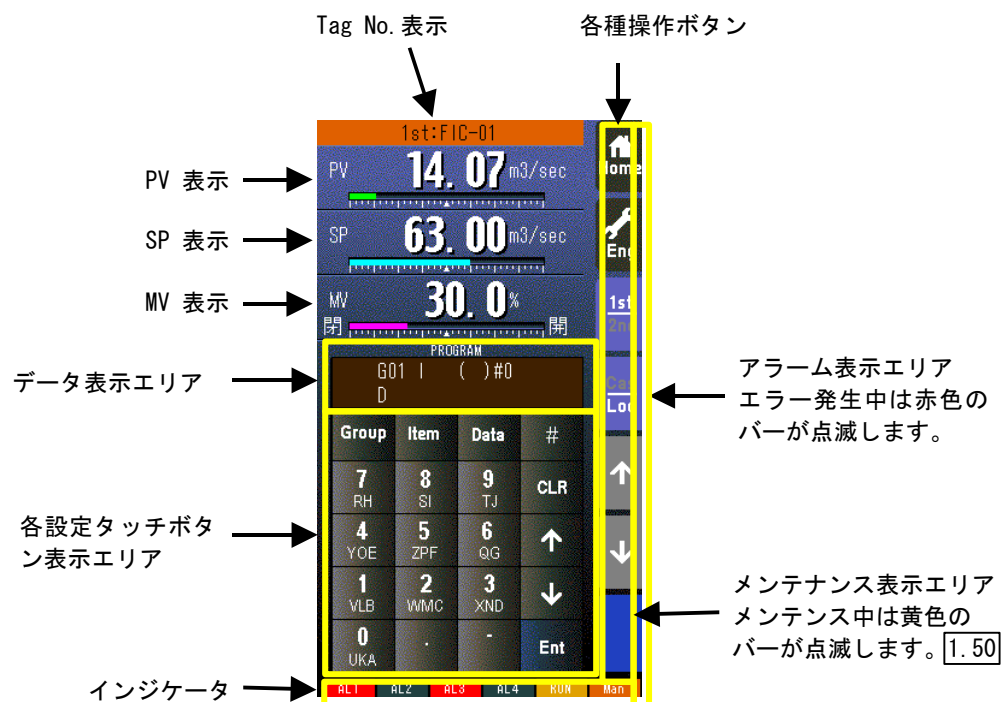 Tag No.表示
各種操作ボタン
1st:FIC-01
PV 14.07 m3/sec
SP 63.00 m3/sec
MV 30.0 %
閉 開
PROGRAM
G01 I ( )#0
D
Group Item Data #
7 8 9 CLR
RH SI TJ
4 5 6 ↑
YOE ZPF QG
1 2 3 ↓
VLB WMC XND
0 . - Ent
UKA
AL1 AL2 AL3 AL4 RUN Man
Home
Eng
1st
2nd
Cas
Loc
↑
↓
PV 表示
SP 表示
MV 表示
データ表示エリア
各設定タッチボタ
ン表示エリア
インジケータ
アラーム表示エリア
エラー発生中は赤色の
バーが点滅します。
メンテナンス表示エリア
メンテンス中は黄色の
バーが点滅します。1.50